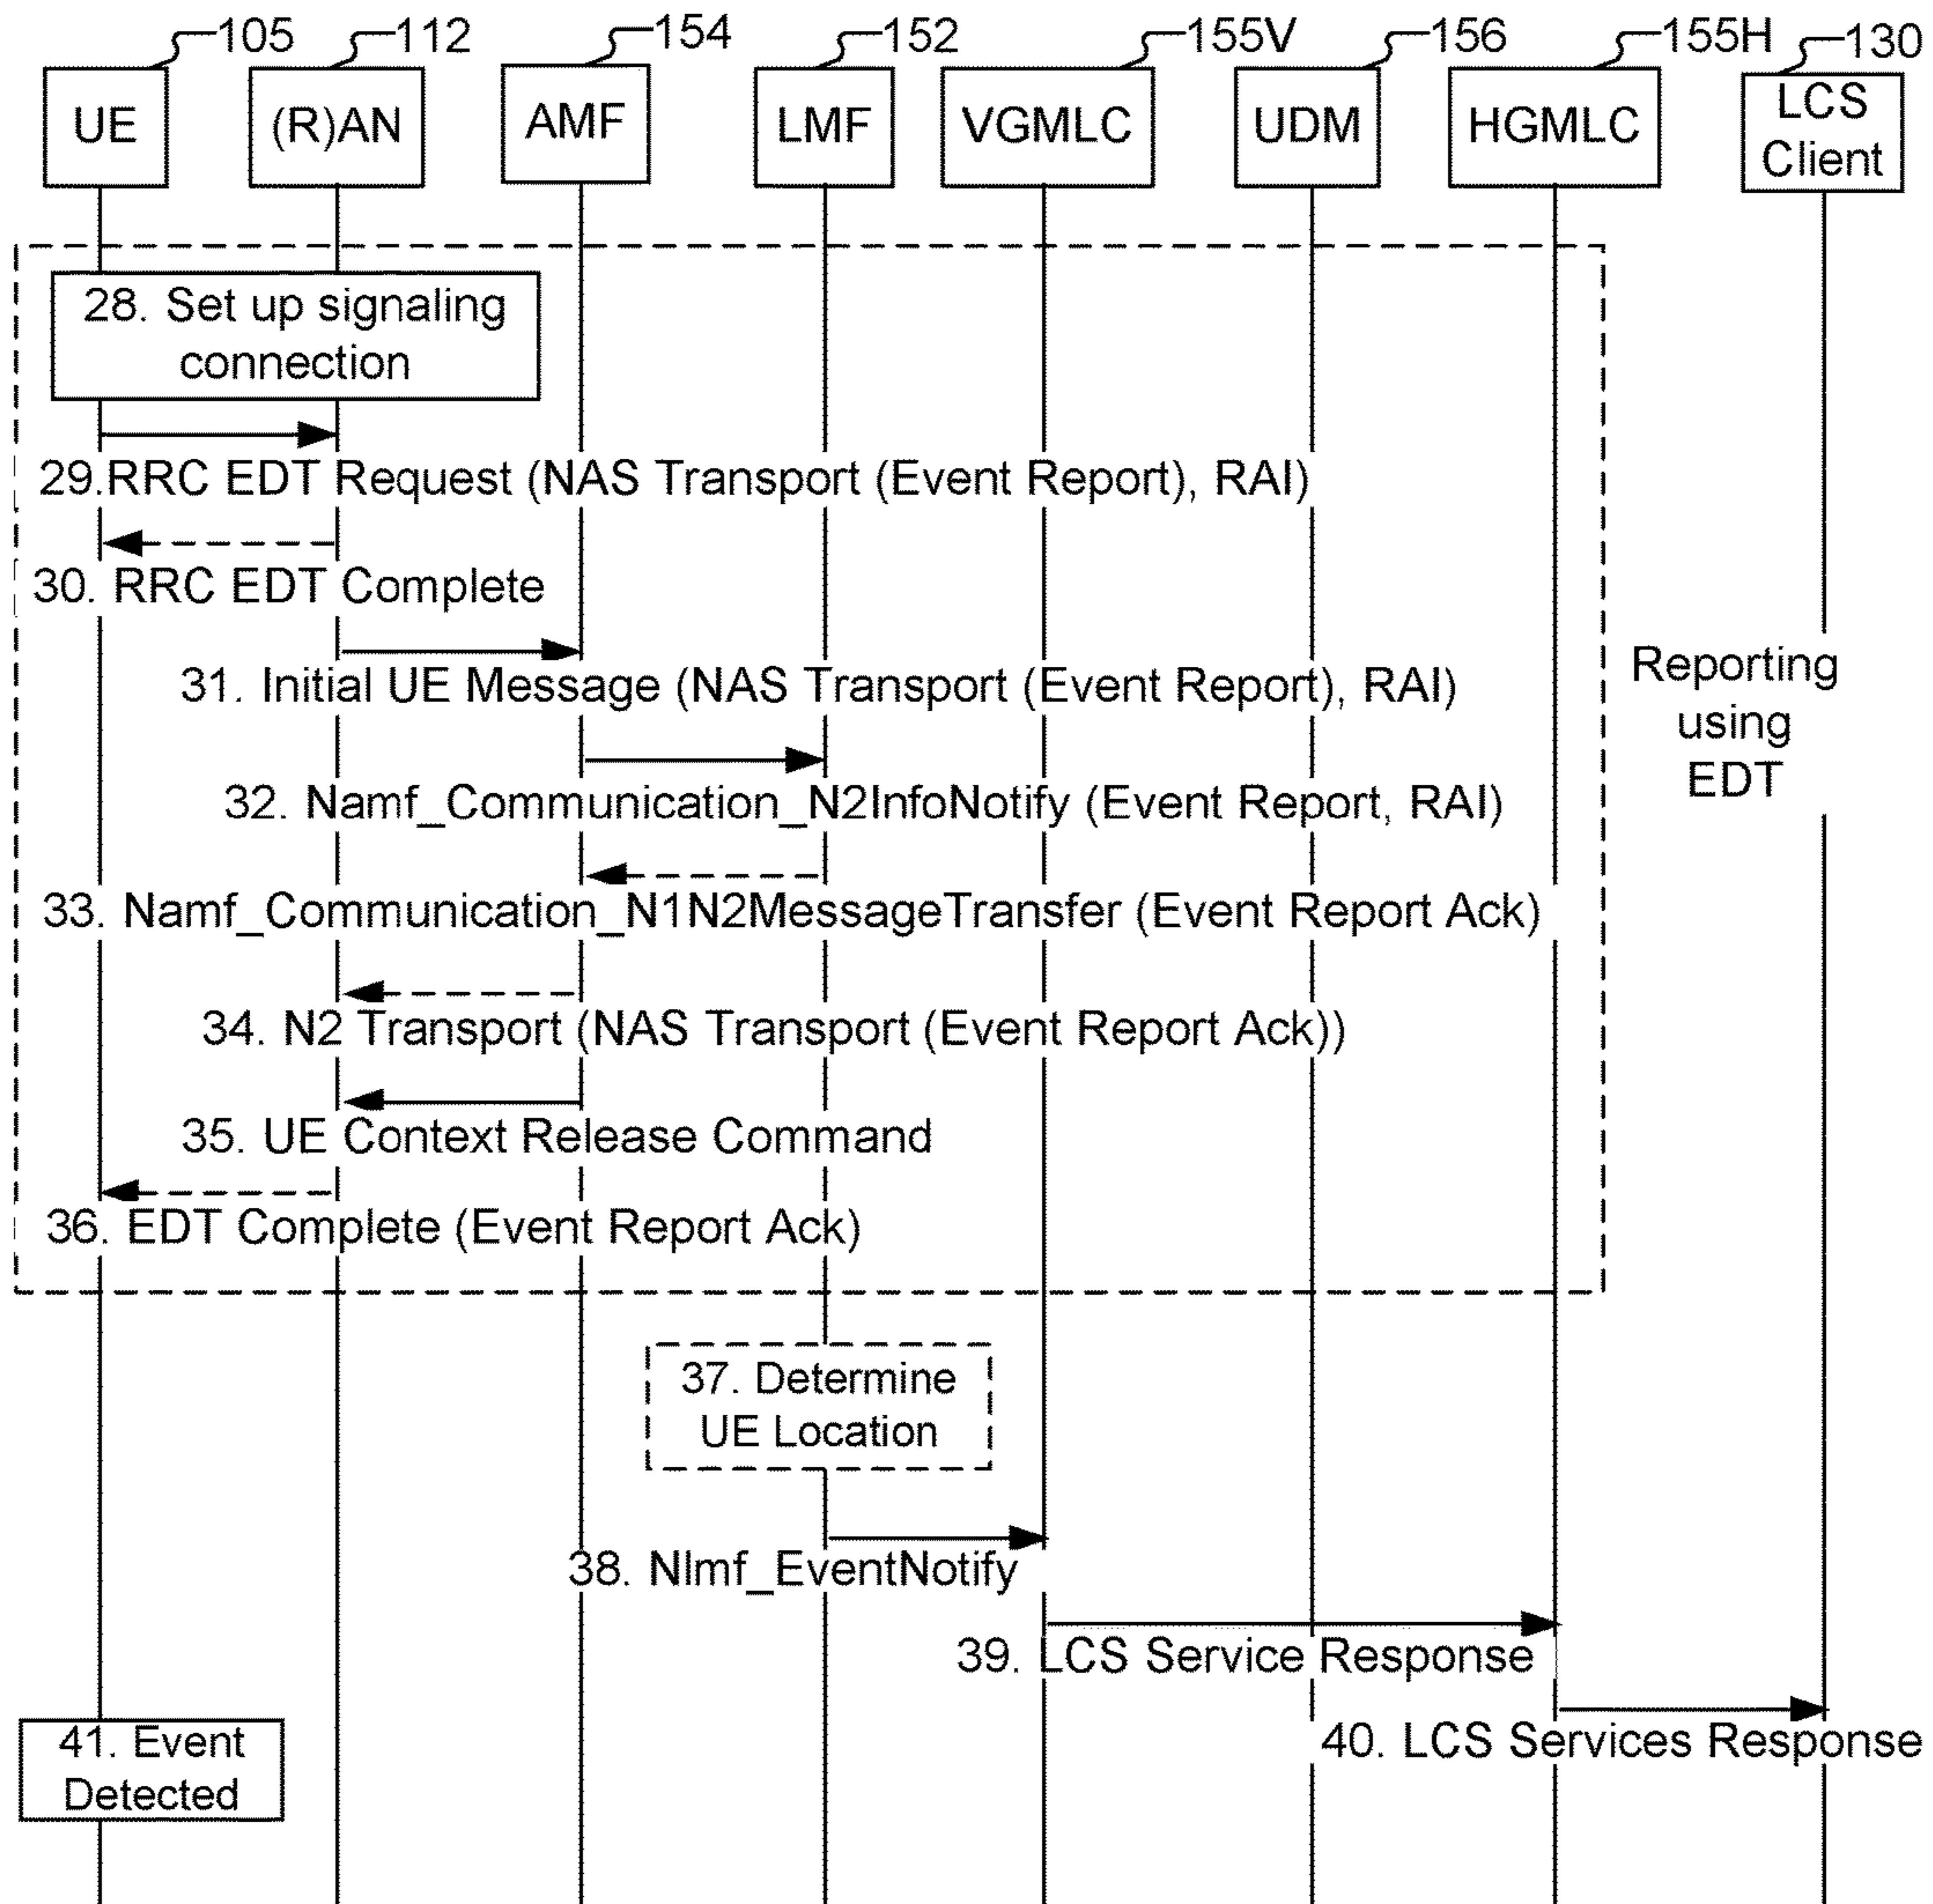 105
112
154
152
155V
156
155H
130
UE
(R)AN
AMF
LMF
VGMLC
UDM
HGMLC
LCS
Client
28. Set up signaling
connection
29.RRC EDT Request (NAS Transport (Event Report), RAI)
30. RRC EDT Complete
31. Initial UE Message (NAS Transport (Event Report), RAI)
Reporting
using
EDT
32. Namf_Communication_N2InfoNotify (Event Report, RAI)
33. Namf_Communication_N1N2MessageTransfer (Event Report Ack)
34. N2 Transport (NAS Transport (Event Report Ack))
35. UE Context Release Command
36. EDT Complete (Event Report Ack)
37. Determine
UE Location
38. Nlmf_EventNotify
39. LCS Service Response
40. LCS Services Response
41. Event
Detected